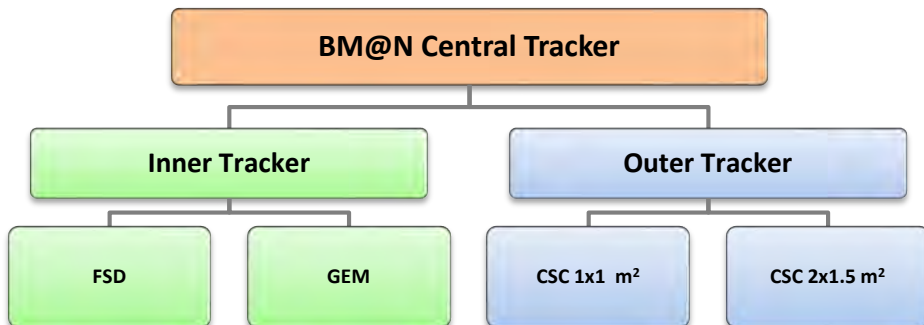 BM@N Central Tracker
Inner Tracker
Outer Tracker
FSD
GEM
CSC 1x1 m²
CSC 2x1.5 m²